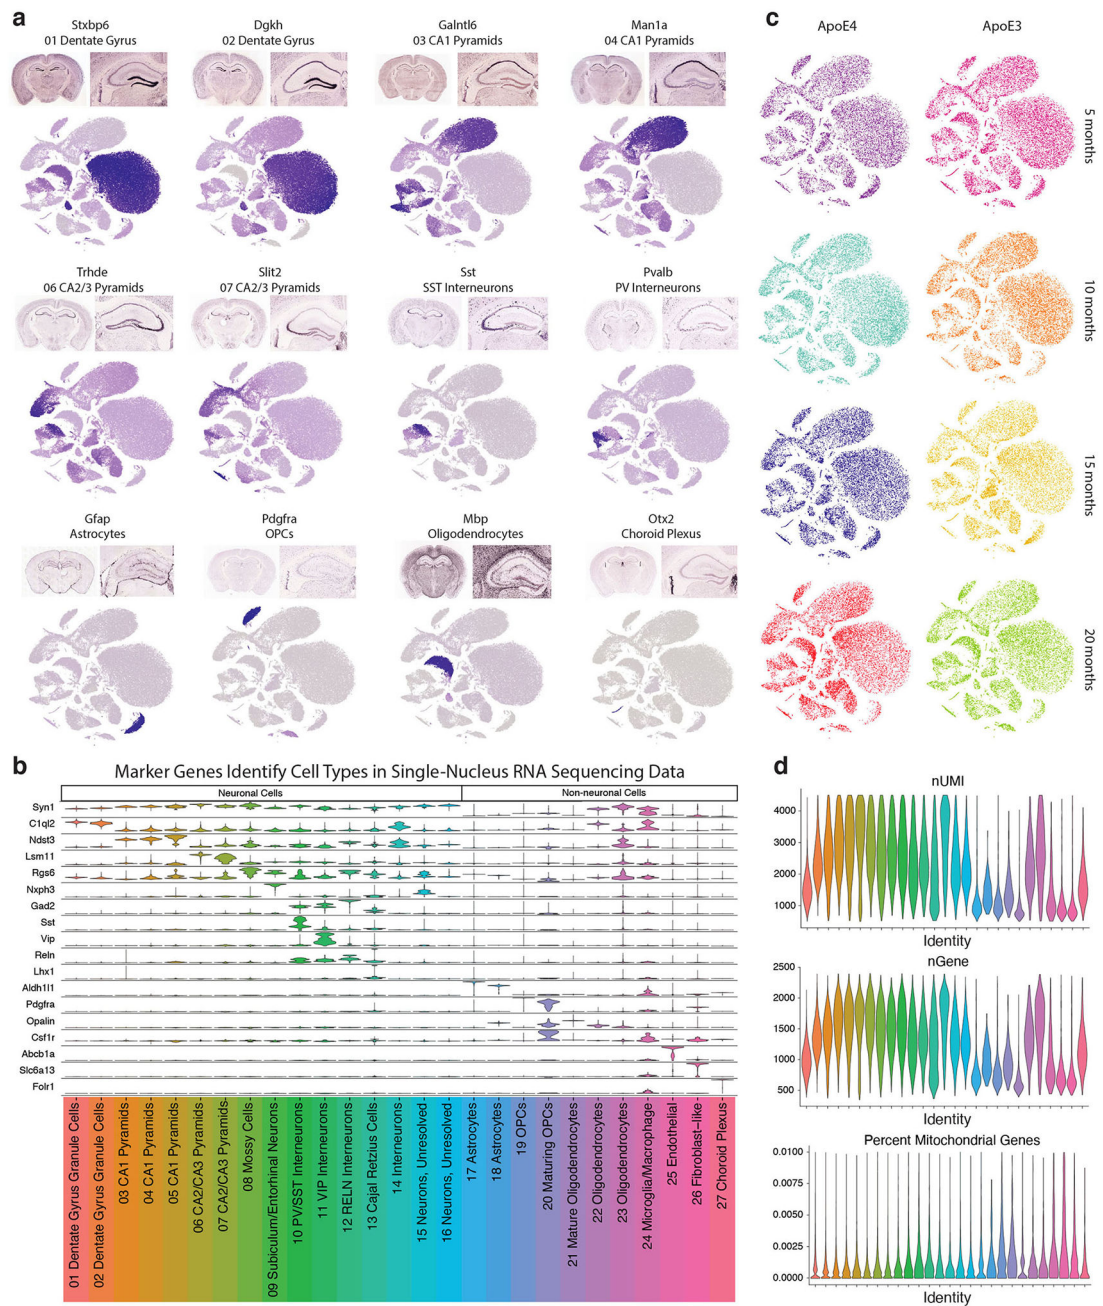 a
Stxbp6
01 Dentate Gyrus
Dgkh
02 Dentate Gyrus
Galntl6
03 CA1 Pyramids
Man1a
04 CA1 Pyramids
Trhde
06 CA2/3 Pyramids
Slit2
07 CA2/3 Pyramids
Sst
SST Interneurons
Pvalb
PV Interneurons
Gfap
Astrocytes
Pdgfra
OPCs
Mbp
Oligodendrocytes
Otx2
Choroid Plexus
c
ApoE4
ApoE3
5 months
10 months
15 months
20 months
b
Marker Genes Identify Cell Types in Single-Nucleus RNA Sequencing Data
Neuronal Cells
Non-neuronal Cells
Syn1
C1ql2
Ndst3
Lsm11
Rgs6
Nxph3
Gad2
Sst
Vip
Reln
Lhx1
Aldh1l1
Pdgfra
Opalin
Csf1r
Abcb1a
Slc6a13
Folr1
01 Dentate Gyrus Granule Cells
02 Dentate Gyrus Granule Cells
03 CA1 Pyramids
04 CA1 Pyramids
05 CA1 Pyramids
06 CA2/CA3 Pyramids
07 CA2/CA3 Pyramids
08 Mossy Cells
09 Subiculum/Entorhinal Neurons
10 PV/SST Interneurons
11 VIP Interneurons
12 RELN Interneurons
13 Cajal Retzius Cells
14 Interneurons
15 Neurons, Unresolved
16 Neurons, Unresolved
17 Astrocytes
18 Astrocytes
19 OPCs
20 Maturing OPCs
21 Mature Oligodendrocytes
22 Oligodendrocytes
23 Oligodendrocytes
24 Microglia/Macrophage
25 Endothelial
26 Fibroblast-like
27 Choroid Plexus
d
nUMI
4000
3000
2000
1000
Identity
nGene
2500
2000
1500
1000
500
Identity
Percent Mitochondrial Genes
0.0100
0.0075
0.0050
0.0025
0.0000
Identity